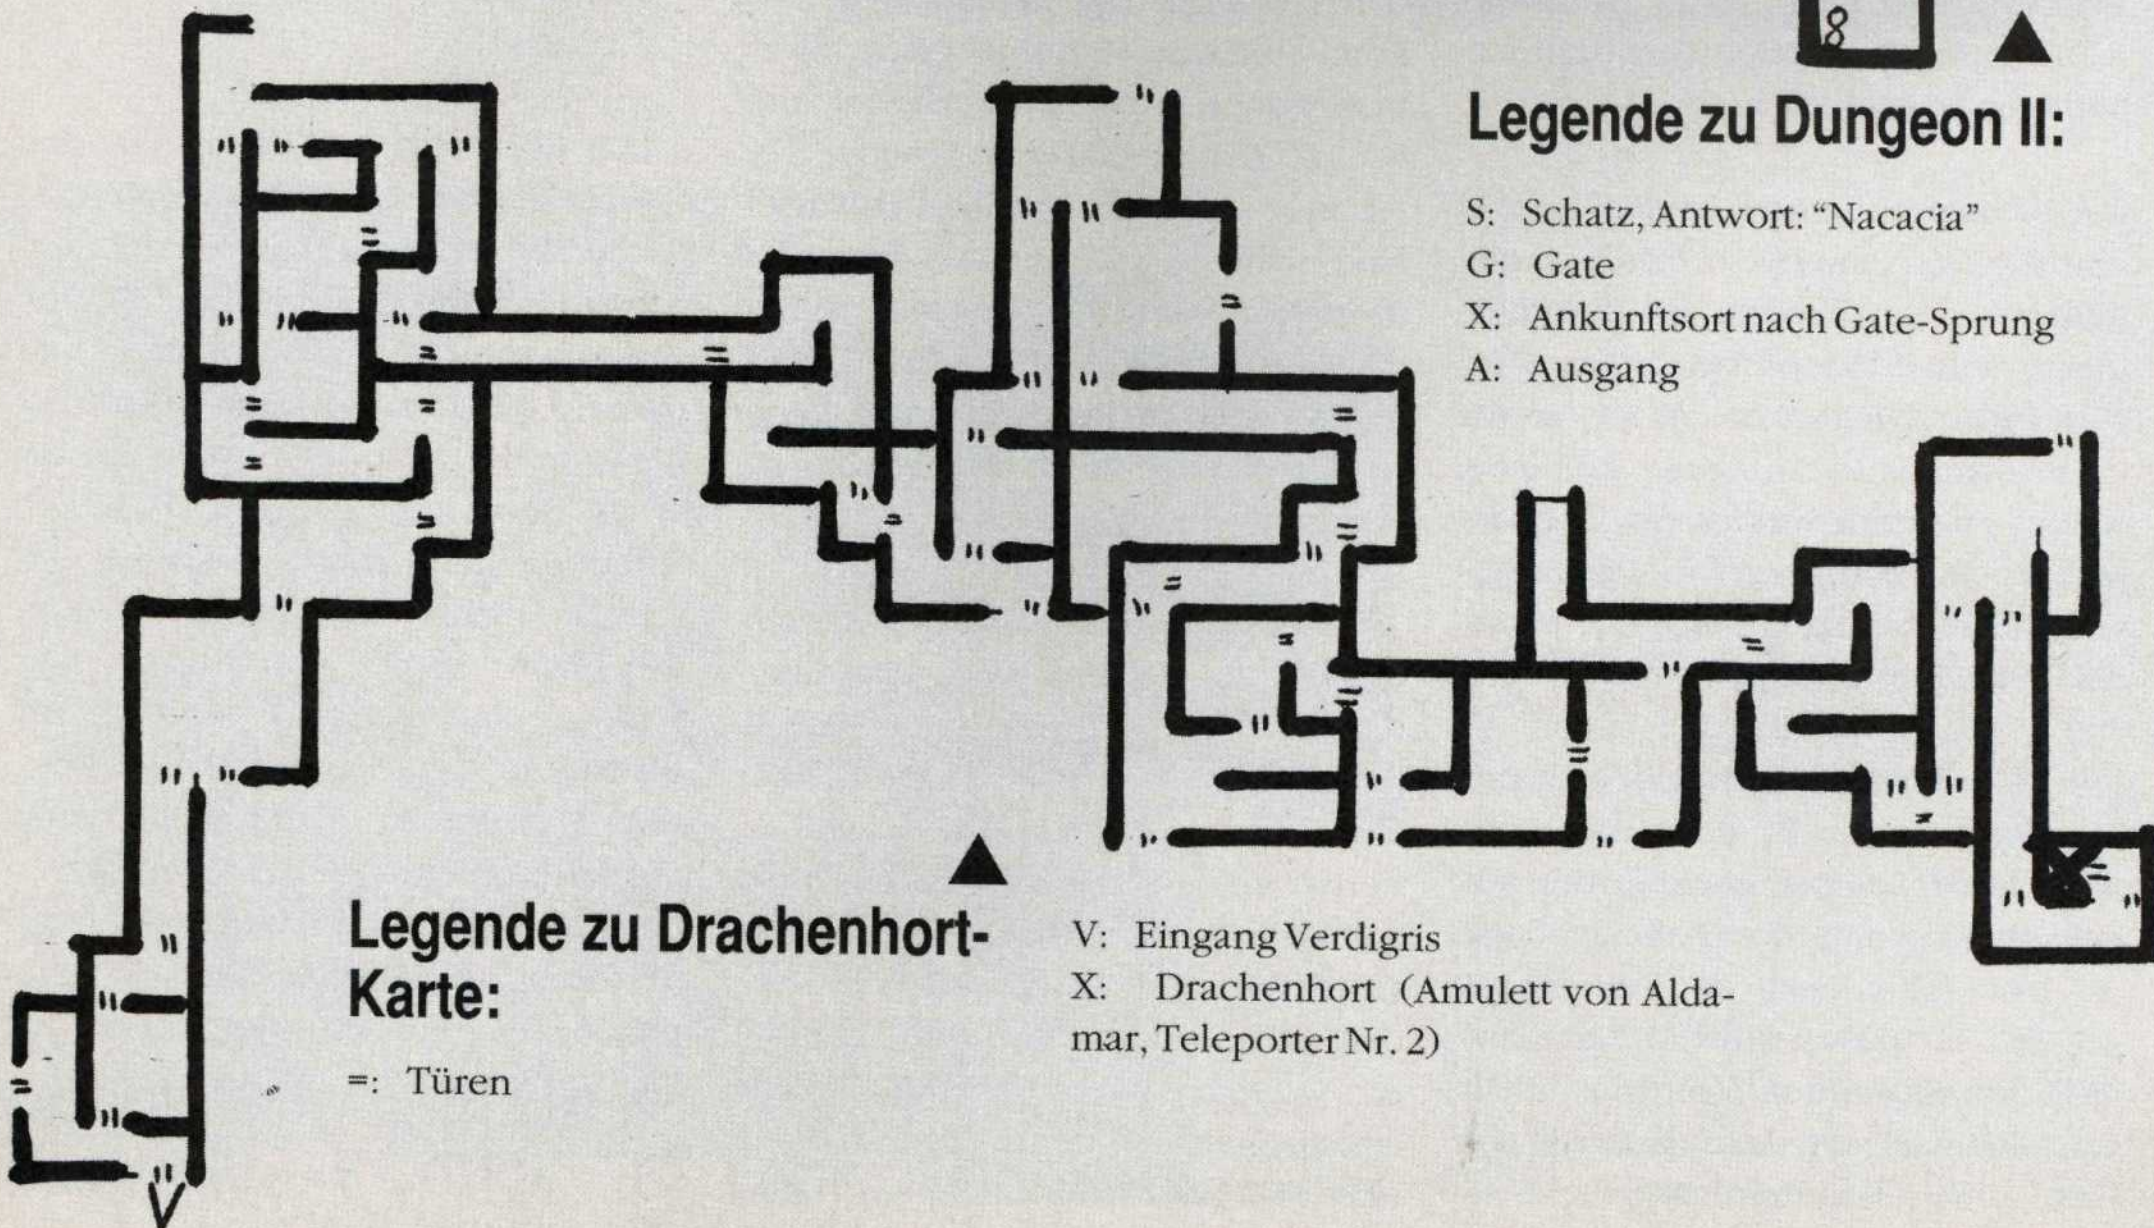 8
Legende zu Dungeon II:
S: Schatz, Antwort: “Nacacia”
G: Gate
X: Ankunftsort nach Gate-Sprung
A: Ausgang
Legende zu Drachenhort-
Karte:
=: Türen
V: Eingang Verdigris
X: Drachenhort (Amulett von Alda-
mar, Teleporter Nr. 2)
X
V